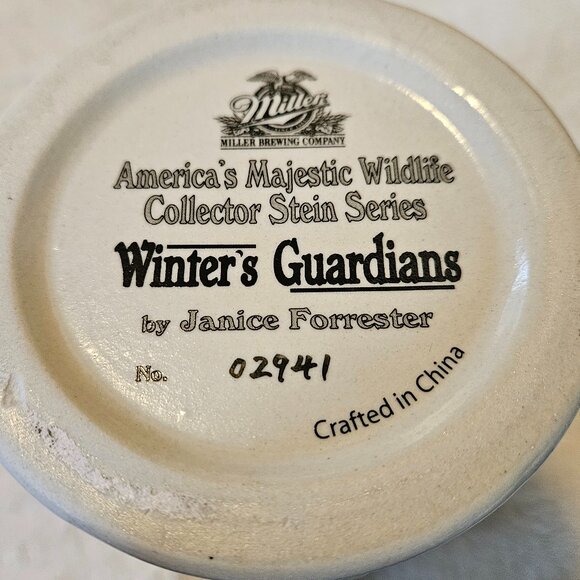 Miller
MILLER BREWING COMPANY
America's Majestic Wildlife
Collector Stein Series
Winter's Guardians
by Janice Forrester
No. 02941
Crafted in China